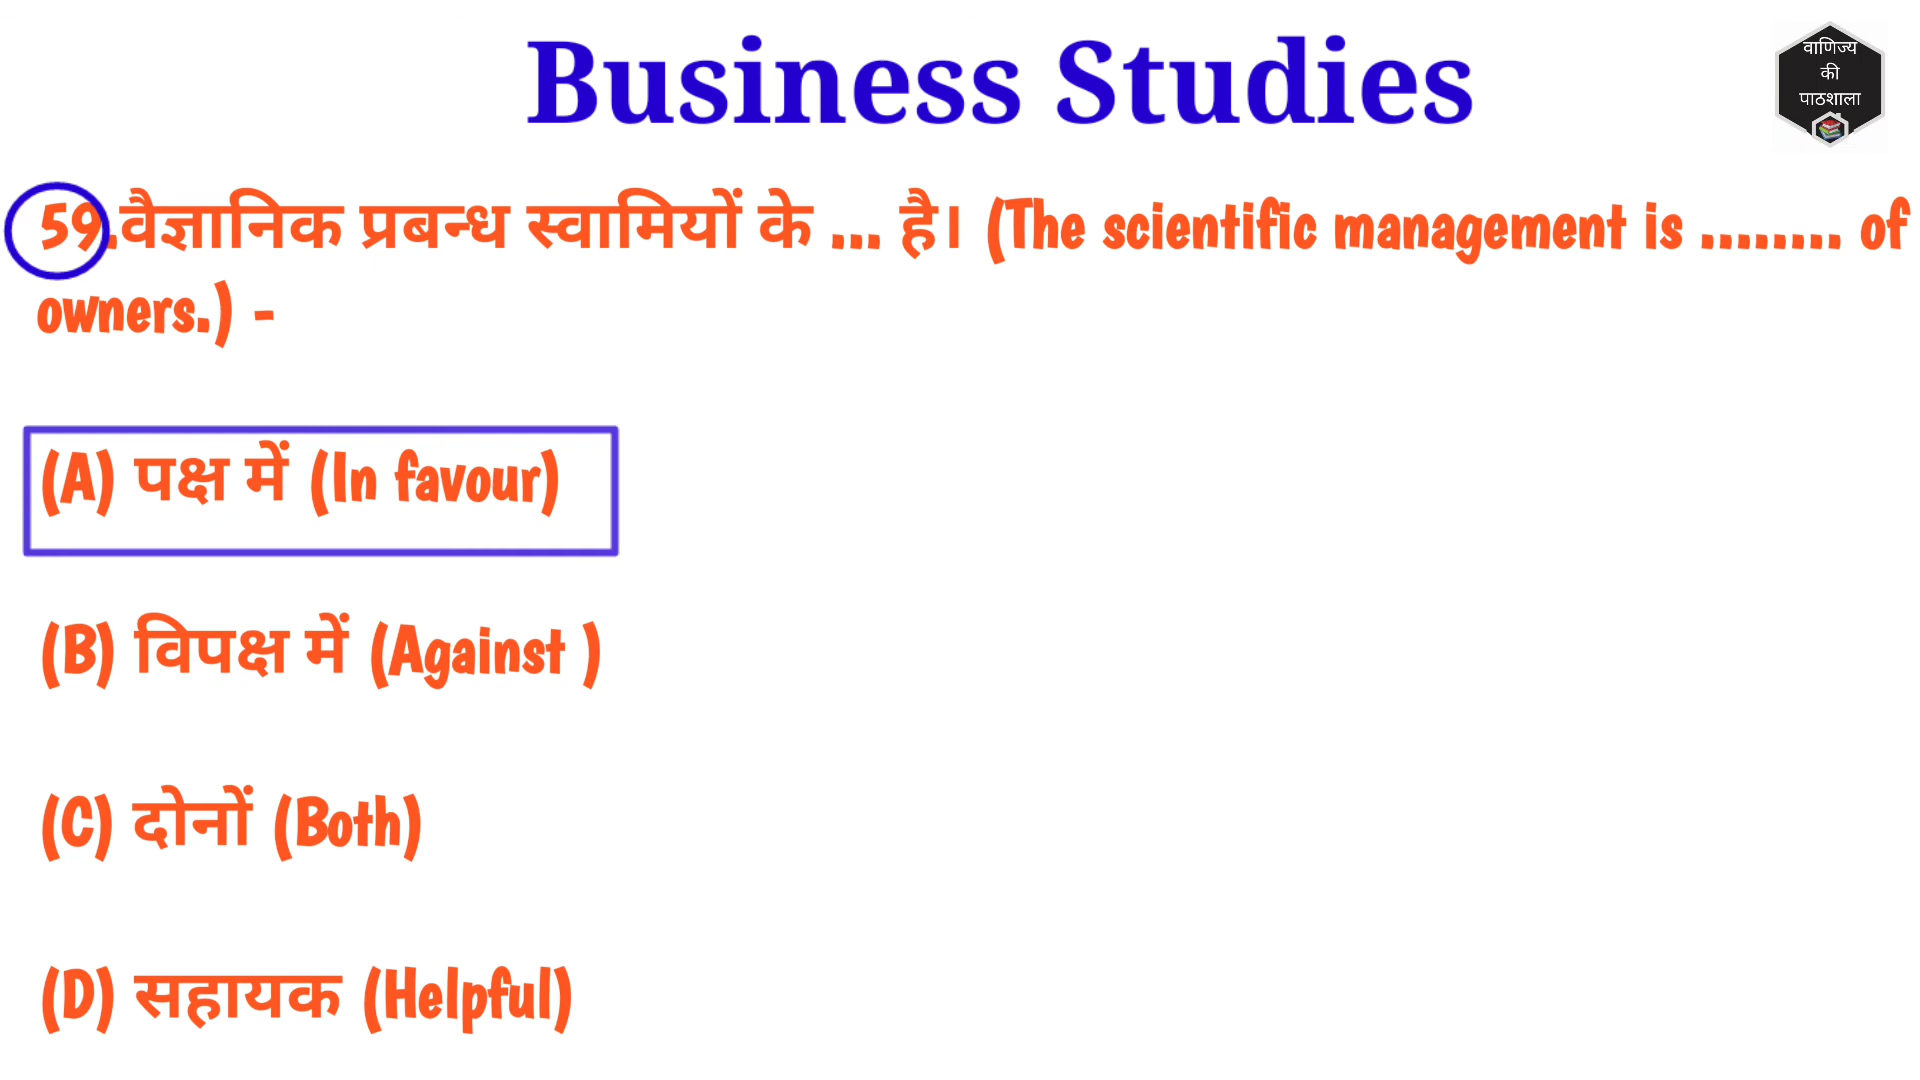 Business Studies
वाणिज्य
की
पाठशाला
59.वैज्ञानिक प्रबन्ध स्वामियों के ... है। (The scientific management is ........ of
owners.) -
(A) पक्ष में (In favour)
(B) विपक्ष में (Against )
(C) दोनों (Both)
(D) सहायक (Helpful)